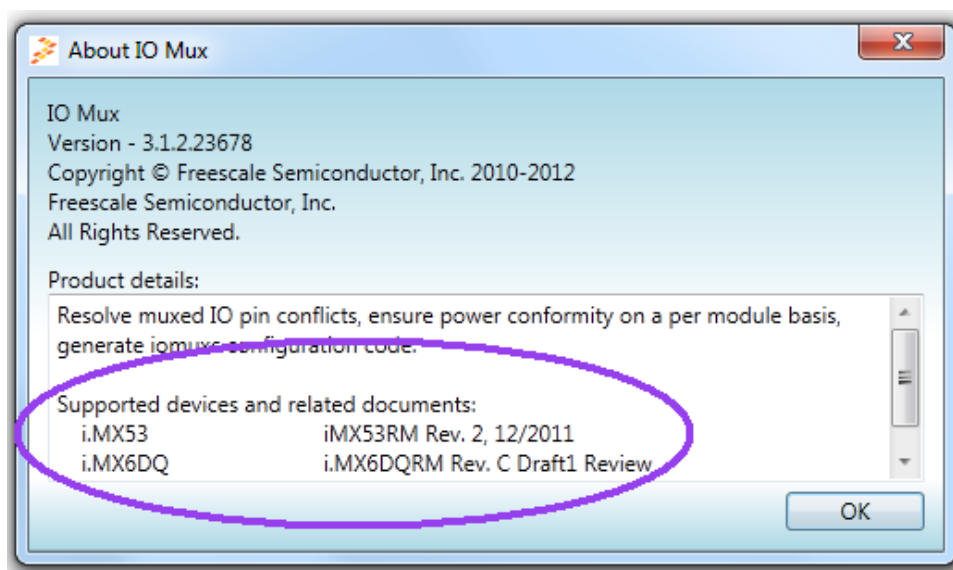 About IO Mux
IO Mux
Version - 3.1.2.23678
Copyright © Freescale Semiconductor, Inc. 2010-2012
Freescale Semiconductor, Inc.
All Rights Reserved.
Product details:
Resolve muxed IO pin conflicts, ensure power conformity on a per module basis,
generate iomuxc configuration code.
Supported devices and related documents:
i.MX53 iMX53RM Rev. 2, 12/2011
i.MX6DQ i.MX6DQRM Rev. C Draft1 Review
OK